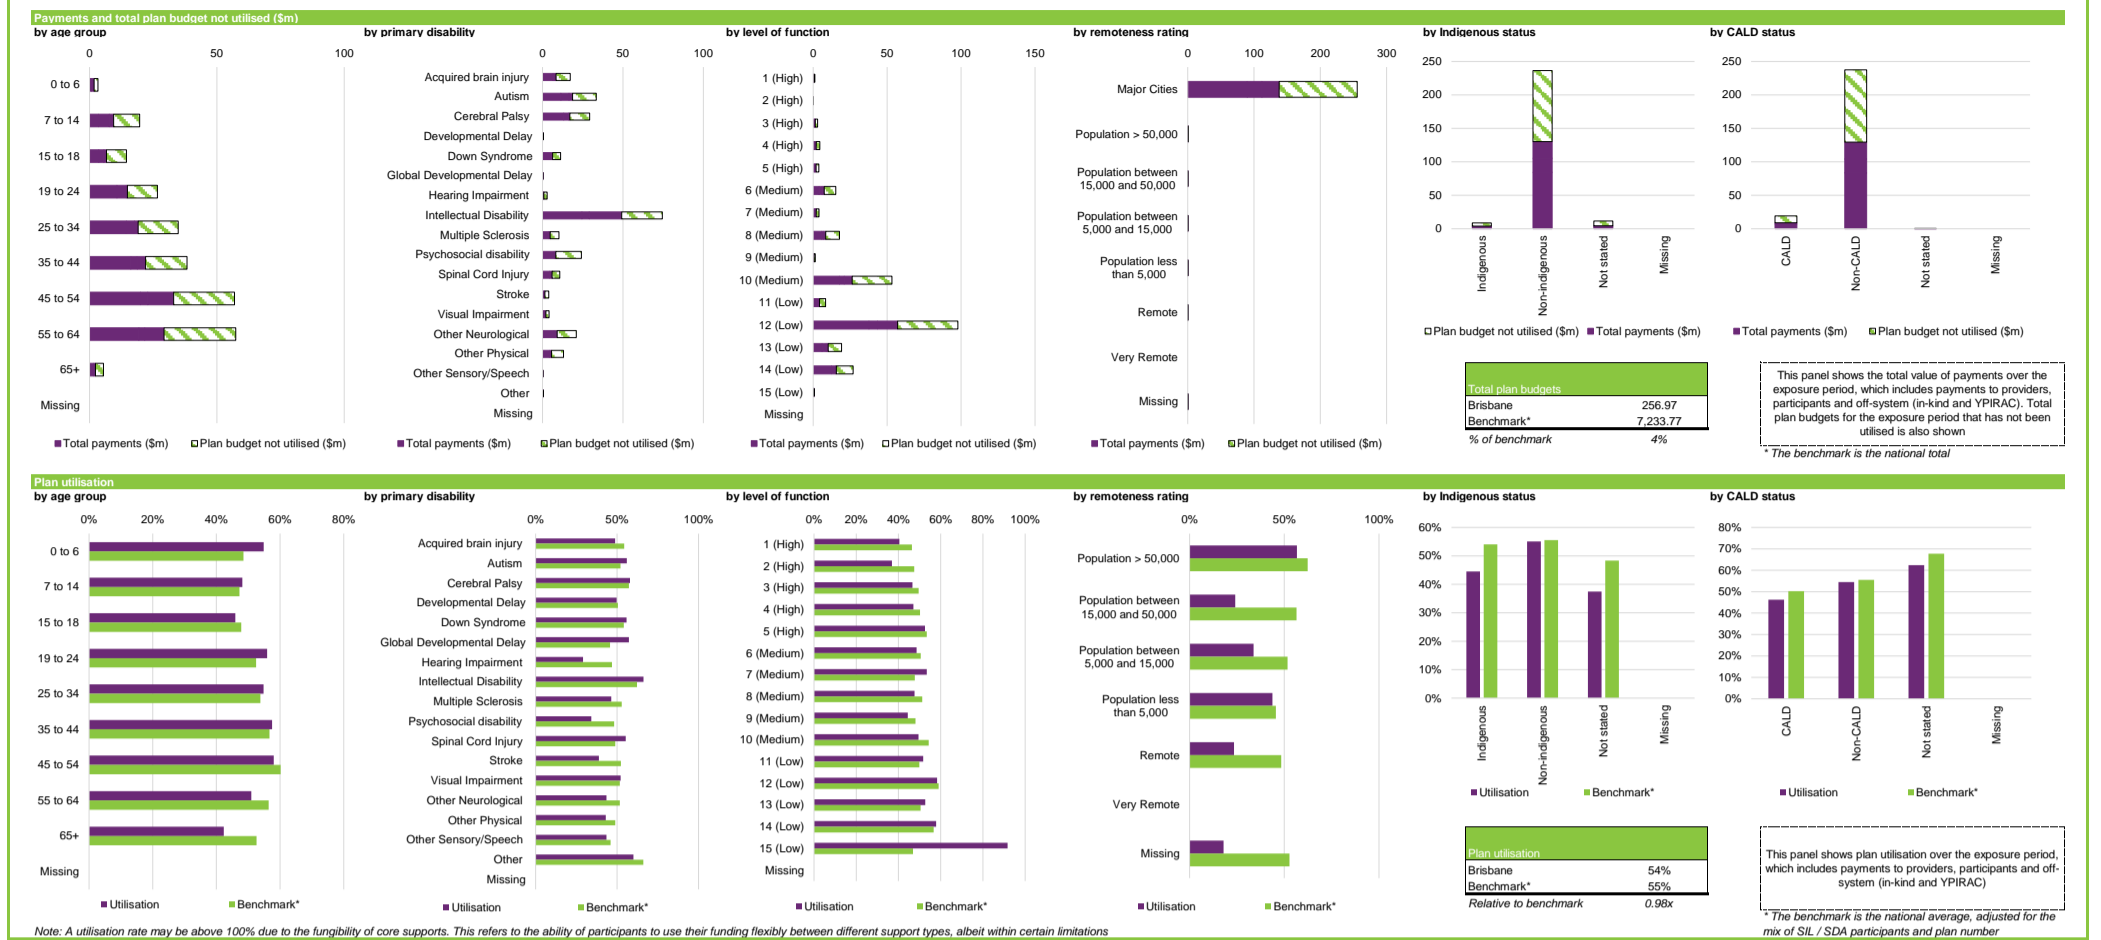 Payments and total plan budget not utilised ($m)
by age group
0 50 100
0 to 6
7 to 14
15 to 18
19 to 24
25 to 34
35 to 44
45 to 54
55 to 64
65+
Missing
Total payments ($m) Plan budget not utilised ($m)
by primary disability
0 50 100
Acquired brain injury
Autism
Cerebral Palsy
Developmental Delay
Down Syndrome
Global Developmental Delay
Hearing Impairment
Intellectual Disability
Multiple Sclerosis
Psychosocial disability
Spinal Cord Injury
Stroke
Visual Impairment
Other Neurological
Other Physical
Other Sensory/Speech
Other
Missing
Total payments ($m) Plan budget not utilised ($m)
by level of function
0 50 100 150
1 (High)
2 (High)
3 (High)
4 (High)
5 (High)
6 (Medium)
7 (Medium)
8 (Medium)
9 (Medium)
10 (Medium)
11 (Low)
12 (Low)
13 (Low)
14 (Low)
15 (Low)
Missing
Total payments ($m) Plan budget not utilised ($m)
by remoteness rating
0 100 200 300
Major Cities
Population > 50,000
Population between
15,000 and 50,000
Population between
5,000 and 15,000
Population less
than 5,000
Remote
Very Remote
Missing
Total payments ($m) Plan budget not utilised ($m)
by Indigenous status
250
200
150
100
50
0
Indigenous
Non-indigenous
Not stated
Missing
Plan budget not utilised ($m) Total payments ($m)
by CALD status
250
200
150
100
50
0
CALD
Non-CALD
Not stated
Missing
Total payments ($m) Plan budget not utilised ($m)
Total plan budgets
Brisbane 256.97
Benchmark* 7,233.77
% of benchmark 4%
This panel shows the total value of payments over the
exposure period, which includes payments to providers,
participants and off-system (in-kind and YPIRAC). Total
plan budgets for the exposure period that has not been
utilised is also shown
* The benchmark is the national total
Plan utilisation
by age group
0% 20% 40% 60% 80%
0 to 6
7 to 14
15 to 18
19 to 24
25 to 34
35 to 44
45 to 54
55 to 64
65+
Missing
Utilisation Benchmark*
by primary disability
0% 50% 100%
Acquired brain injury
Autism
Cerebral Palsy
Developmental Delay
Down Syndrome
Global Developmental Delay
Hearing Impairment
Intellectual Disability
Multiple Sclerosis
Psychosocial disability
Spinal Cord Injury
Stroke
Visual Impairment
Other Neurological
Other Physical
Other Sensory/Speech
Other
Missing
Utilisation Benchmark*
by level of function
0% 20% 40% 60% 80% 100%
1 (High)
2 (High)
3 (High)
4 (High)
5 (High)
6 (Medium)
7 (Medium)
8 (Medium)
9 (Medium)
10 (Medium)
11 (Low)
12 (Low)
13 (Low)
14 (Low)
15 (Low)
Missing
Utilisation Benchmark*
by remoteness rating
0% 50% 100%
Population > 50,000
Population between
15,000 and 50,000
Population between
5,000 and 15,000
Population less
than 5,000
Remote
Very Remote
Missing
Utilisation Benchmark*
by Indigenous status
60%
50%
40%
30%
20%
10%
0%
Indigenous
Non-indigenous
Not stated
Missing
Utilisation Benchmark*
by CALD status
80%
70%
60%
50%
40%
30%
20%
10%
0%
CALD
Non-CALD
Not stated
Missing
Utilisation Benchmark*
Plan utilisation
Brisbane 54%
Benchmark* 55%
Relative to benchmark 0.98x
This panel shows plan utilisation over the exposure period,
which includes payments to providers, participants and off-
system (in-kind and YPIRAC)
* The benchmark is the national average, adjusted for the
mix of SIL / SDA participants and plan number
Note: A utilisation rate may be above 100% due to the fungibility of core supports. This refers to the ability of participants to use their funding flexibly between different support types, albeit within certain limitations